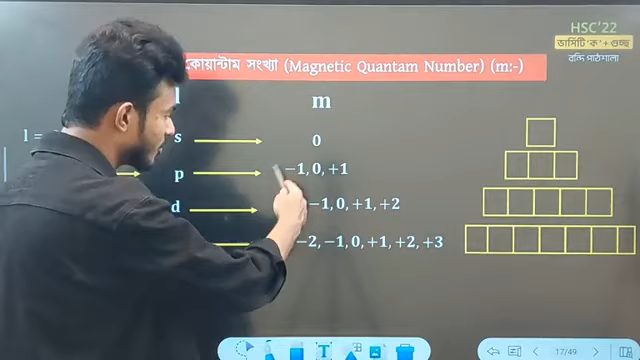 HSC'22
ভার্সিটি 'ক' + গুচ্ছ
বন্দি পাঠশালা
কোয়ান্টাম সংখ্যা (Magnetic Quantam Number) (m:-)
l m
l =
s 0
p −1, 0, +1
d −1, 0, +1, +2
−2, −1, 0, +1, +2, +3
T
17/49